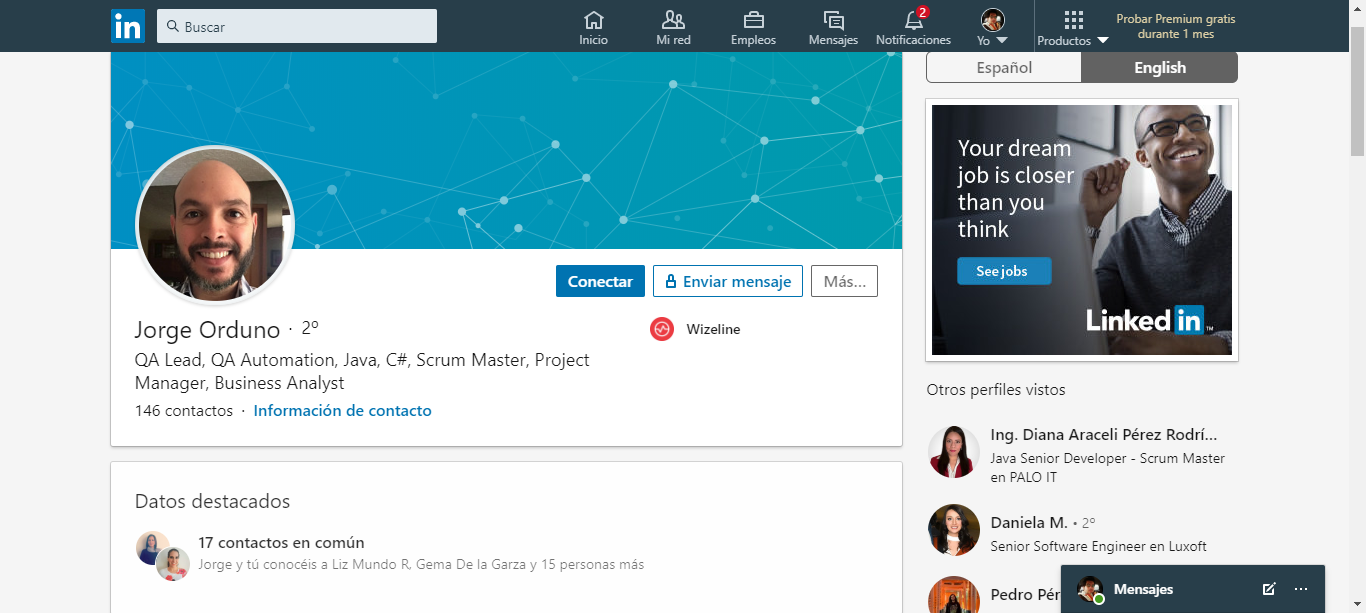 in
Buscar
Inicio
Mi red
Empleos
Mensajes
2
Notificaciones
Yo
Productos
Probar Premium gratis
durante 1 mes
Español
English
Your dream
job is closer
than you
think
See jobs
Linked in ™
Conectar
Enviar mensaje
Más...
Jorge Orduno · 2º
Wizeline
QA Lead, QA Automation, Java, C#, Scrum Master, Project
Manager, Business Analyst
146 contactos · Información de contacto
Datos destacados
17 contactos en común
Jorge y tú conocéis a Liz Mundo R, Gema De la Garza y 15 personas más
Otros perfiles vistos
Ing. Diana Araceli Pérez Rodrí...
Java Senior Developer - Scrum Master
en PALO IT
Daniela M. • 2º
Senior Software Engineer en Luxoft
Pedro
Mensajes